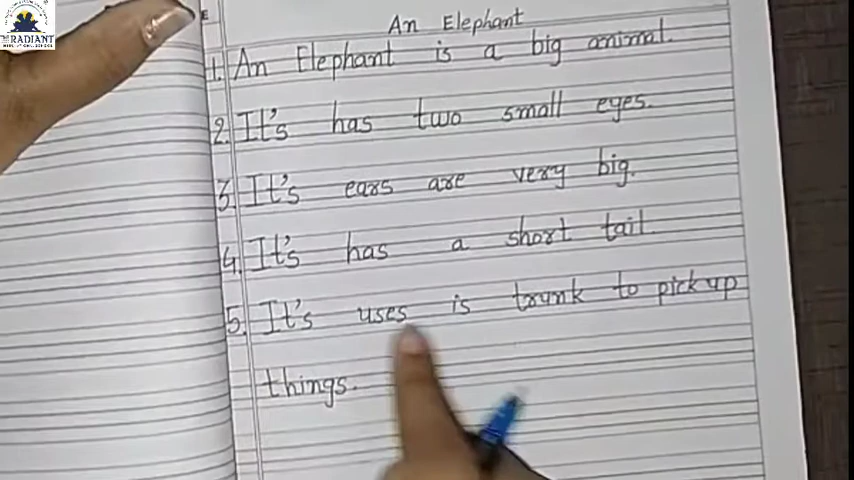 THE RADIANT
An Elephant
1. An Elephant is a big animal.
2. It's has two small eyes.
3. It's ears are very big.
4. It's has a short tail.
5. It's uses is trunk to pick up
things.